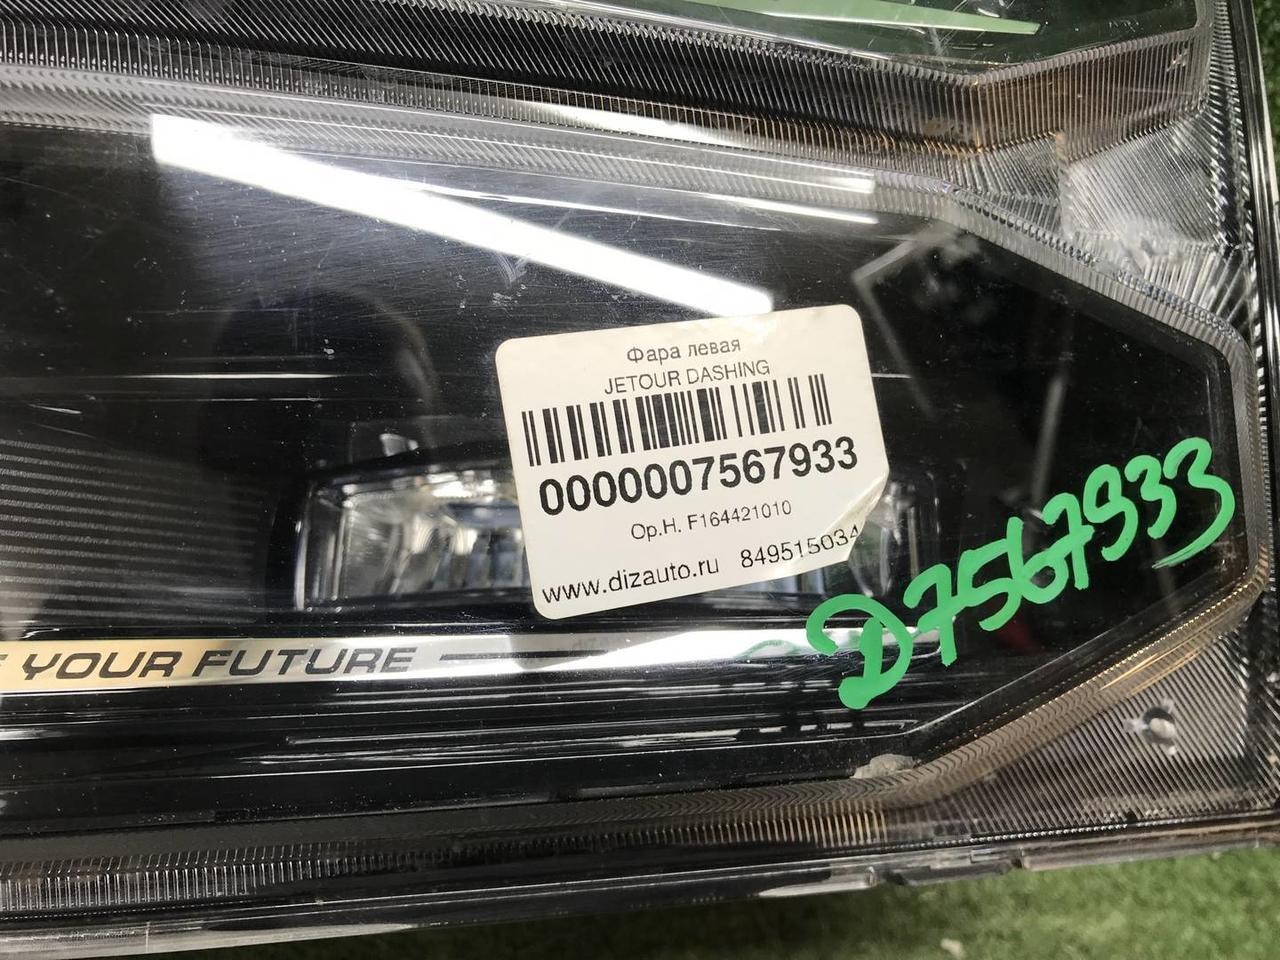 Фара левая
JETOUR DASHING
0000007567933
Ор.Н. F164421010
www.dizauto.ru 849515034
D7567933
YOUR FUTURE